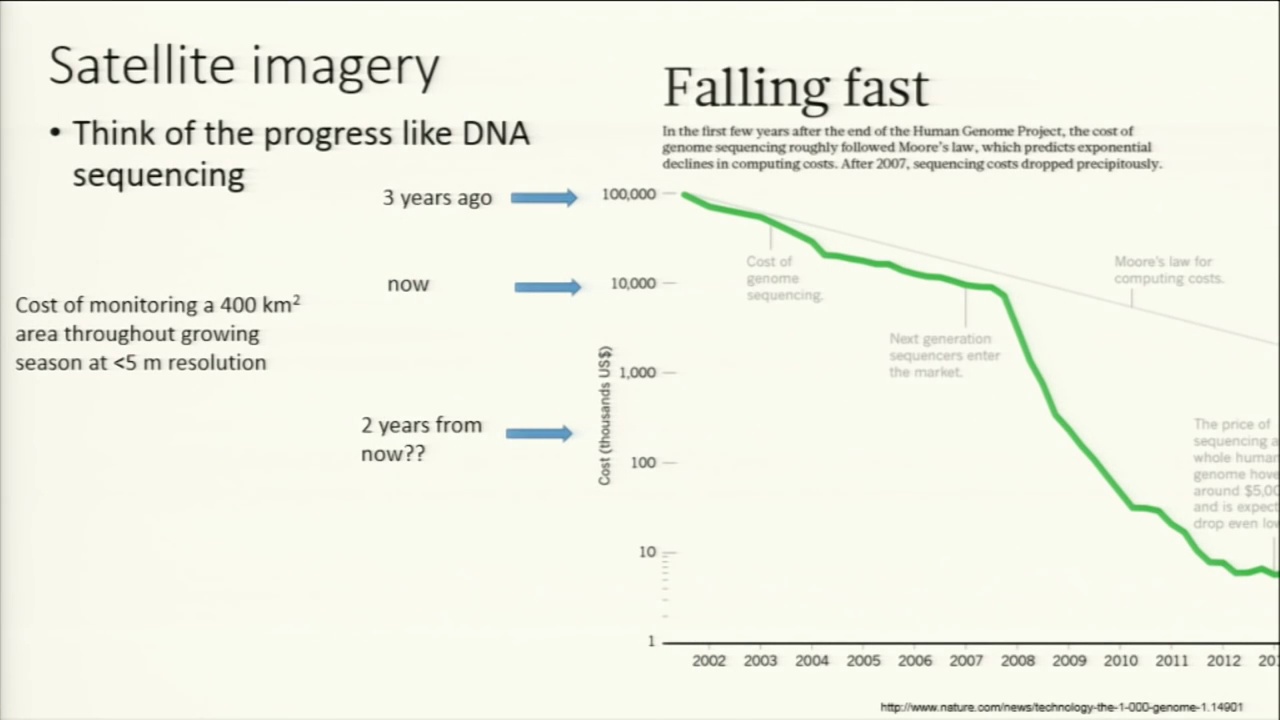 Satellite imagery
• Think of the progress like DNA
sequencing
3 years ago
now
Cost of monitoring a 400 km²
area throughout growing
season at <5 m resolution
2 years from
now??
Falling fast
In the first few years after the end of the Human Genome Project, the cost of
genome sequencing roughly followed Moore's law, which predicts exponential
declines in computing costs. After 2007, sequencing costs dropped precipitously.
Cost (thousands US$)
100,000
10,000
1,000
100
10
1
Cost of
genome
sequencing.
Moore's law for
computing costs.
Next generation
sequencers enter
the market.
The price of
sequencing a
whole human
genome hove
around $5,00
and is expect
drop even lo
2002 2003 2004 2005 2006 2007 2008 2009 2010 2011 2012 20
http://www.nature.com/news/technology-the-1-000-genome-1.14901